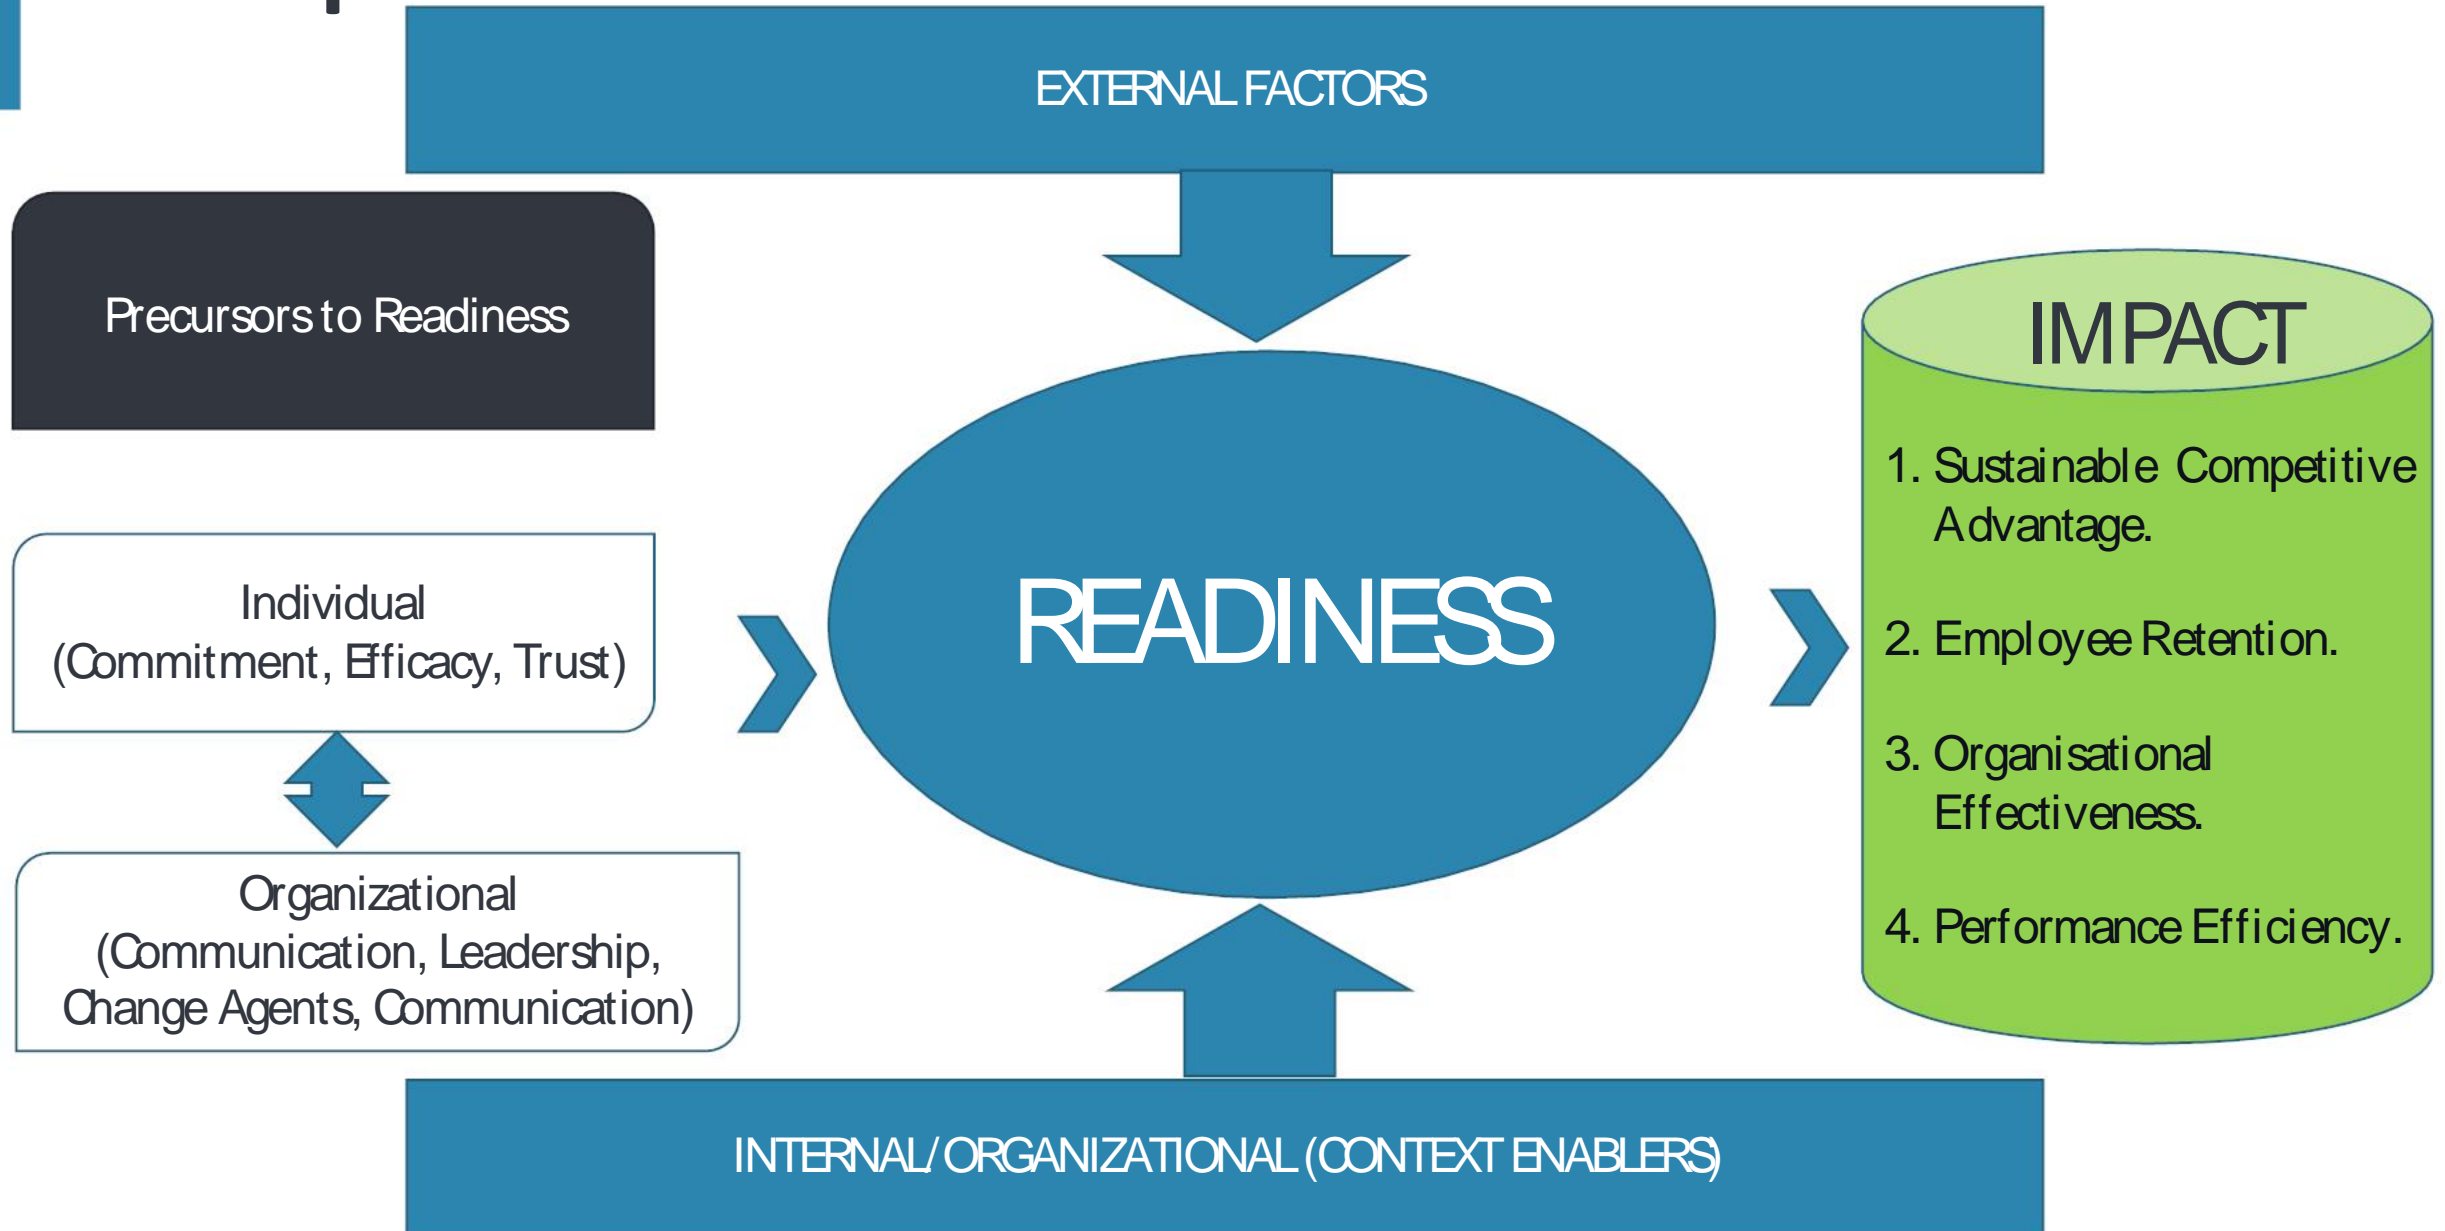 EXTERNAL FACTORS
Precursors to Readiness
Individual
(Commitment, Efficacy, Trust)
Organizational
(Communication, Leadership,
Change Agents, Communication)
READINESS
IMPACT
1. Sustainable Competitive
Advantage.
2. Employee Retention.
3. Organisational
Effectiveness.
4. Performance Efficiency.
INTERNAL/ ORGANIZATIONAL (CONTEXT ENABLERS)